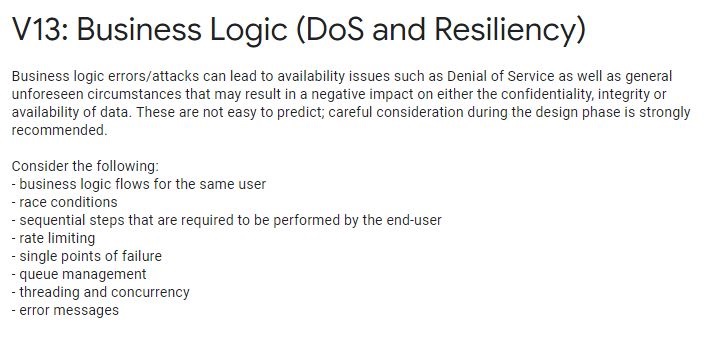 V13: Business Logic (DoS and Resiliency)
Business logic errors/attacks can lead to availability issues such as Denial of Service as well as general
unforeseen circumstances that may result in a negative impact on either the confidentiality, integrity or
availability of data. These are not easy to predict; careful consideration during the design phase is strongly
recommended.
Consider the following:
- business logic flows for the same user
- race conditions
- sequential steps that are required to be performed by the end-user
- rate limiting
- single points of failure
- queue management
- threading and concurrency
- error messages